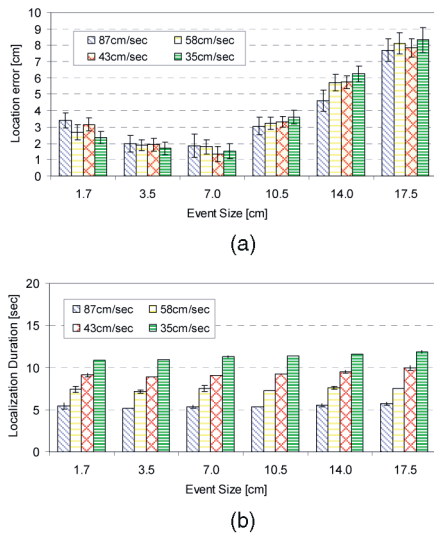 10
9
8
7
6
5
4
3
2
1
0
Location error [cm]
87cm/sec 58cm/sec
43cm/sec 35cm/sec
1.7 3.5 7.0 10.5 14.0 17.5
Event Size [cm]
(a)
20
15
10
5
0
Localization Duration [sec]
87cm/sec 58cm/sec
43cm/sec 35cm/sec
1.7 3.5 7.0 10.5 14.0 17.5
Event Size [cm]
(b)